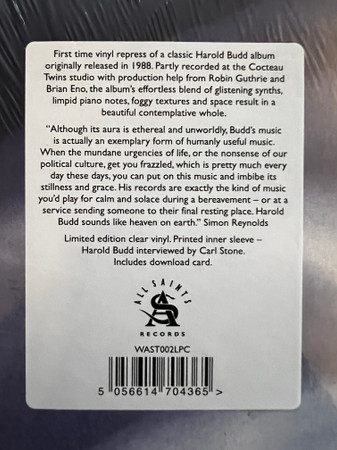 First time vinyl repress of a classic Harold Budd album
originally released in 1988. Partly recorded at the Cocteau
Twins studio with production help from Robin Guthrie and
Brian Eno, the album's effortless blend of glistening synths,
limpid piano notes, foggy textures and space result in a
beautiful contemplative whole.
"Although its aura is ethereal and unworldly, Budd's music
is actually an exemplary form of humanly useful music.
When the mundane urgencies of life, or the nonsense of our
political culture, get you frazzled, which is pretty much every
day these days, you can put on this music and imbibe its
stillness and grace. His records are exactly the kind of music
you'd play for calm and solace during a bereavement – or at a
service sending someone to their final resting place. Harold
Budd sounds like heaven on earth." Simon Reynolds
Limited edition clear vinyl. Printed inner sleeve –
Harold Budd interviewed by Carl Stone.
Includes download card.
ALL SAINTS
AS
RECORDS
WAST002LPC
5 056614 704365 >